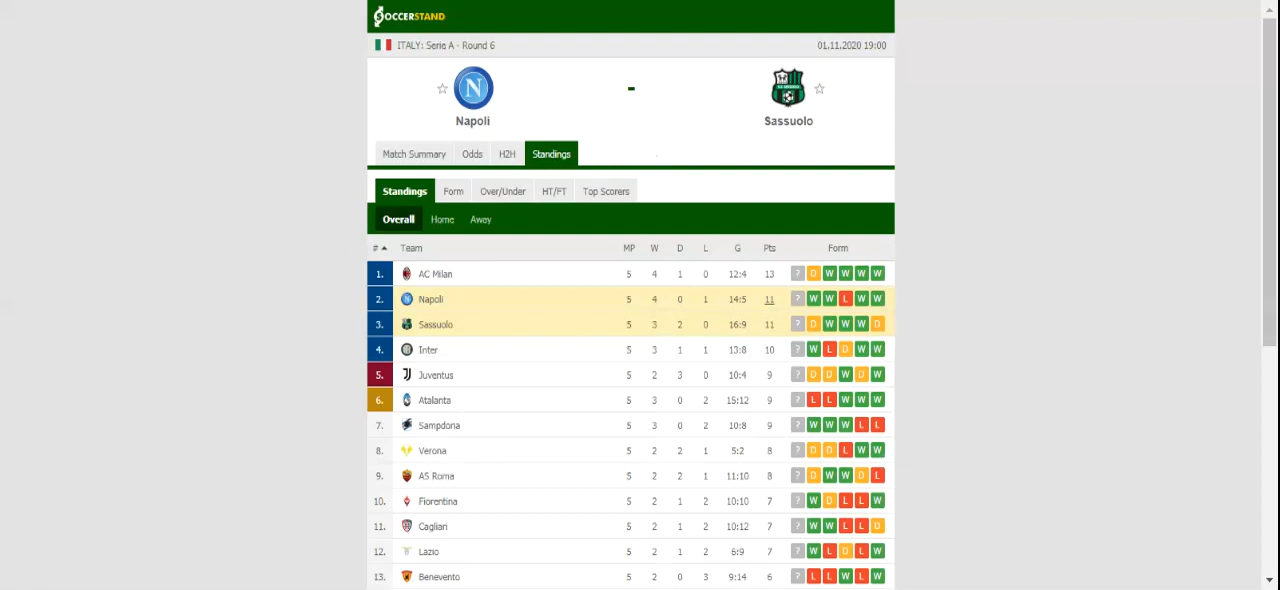 SOCCERSTAND
ITALY: Serie A - Round 6 01.11.2020 19:00
N
-
Napoli Sassuolo
Match Summary Odds H2H Standings
Standings Form Over/Under HT/FT Top Scorers
Overall Home Away
# Team MP W D L G Pts Form
1. AC Milan 5 4 1 0 12:4 13 ? D W W W W
2. Napoli 5 4 0 1 14:5 11 ? W W L W W
3. Sassuolo 5 3 2 0 16:9 11 ? D W W W D
4. Inter 5 3 1 1 13:8 10 ? W L D W W
5. Juventus 5 2 3 0 10:4 9 ? D D W D W
6. Atalanta 5 3 0 2 15:12 9 ? L L W W W
7. Sampdoria 5 3 0 2 10:8 9 ? W W W L L
8. Verona 5 2 2 1 5:2 8 ? D D L W W
9. AS Roma 5 2 2 1 11:10 8 ? D W W D L
10. Fiorentina 5 2 1 2 10:10 7 ? W D L L W
11. Cagliari 5 2 1 2 10:12 7 ? W W L L D
12. Lazio 5 2 1 2 6:9 7 ? W L D L W
13. Benevento 5 2 0 3 9:14 6 ? L L W L W